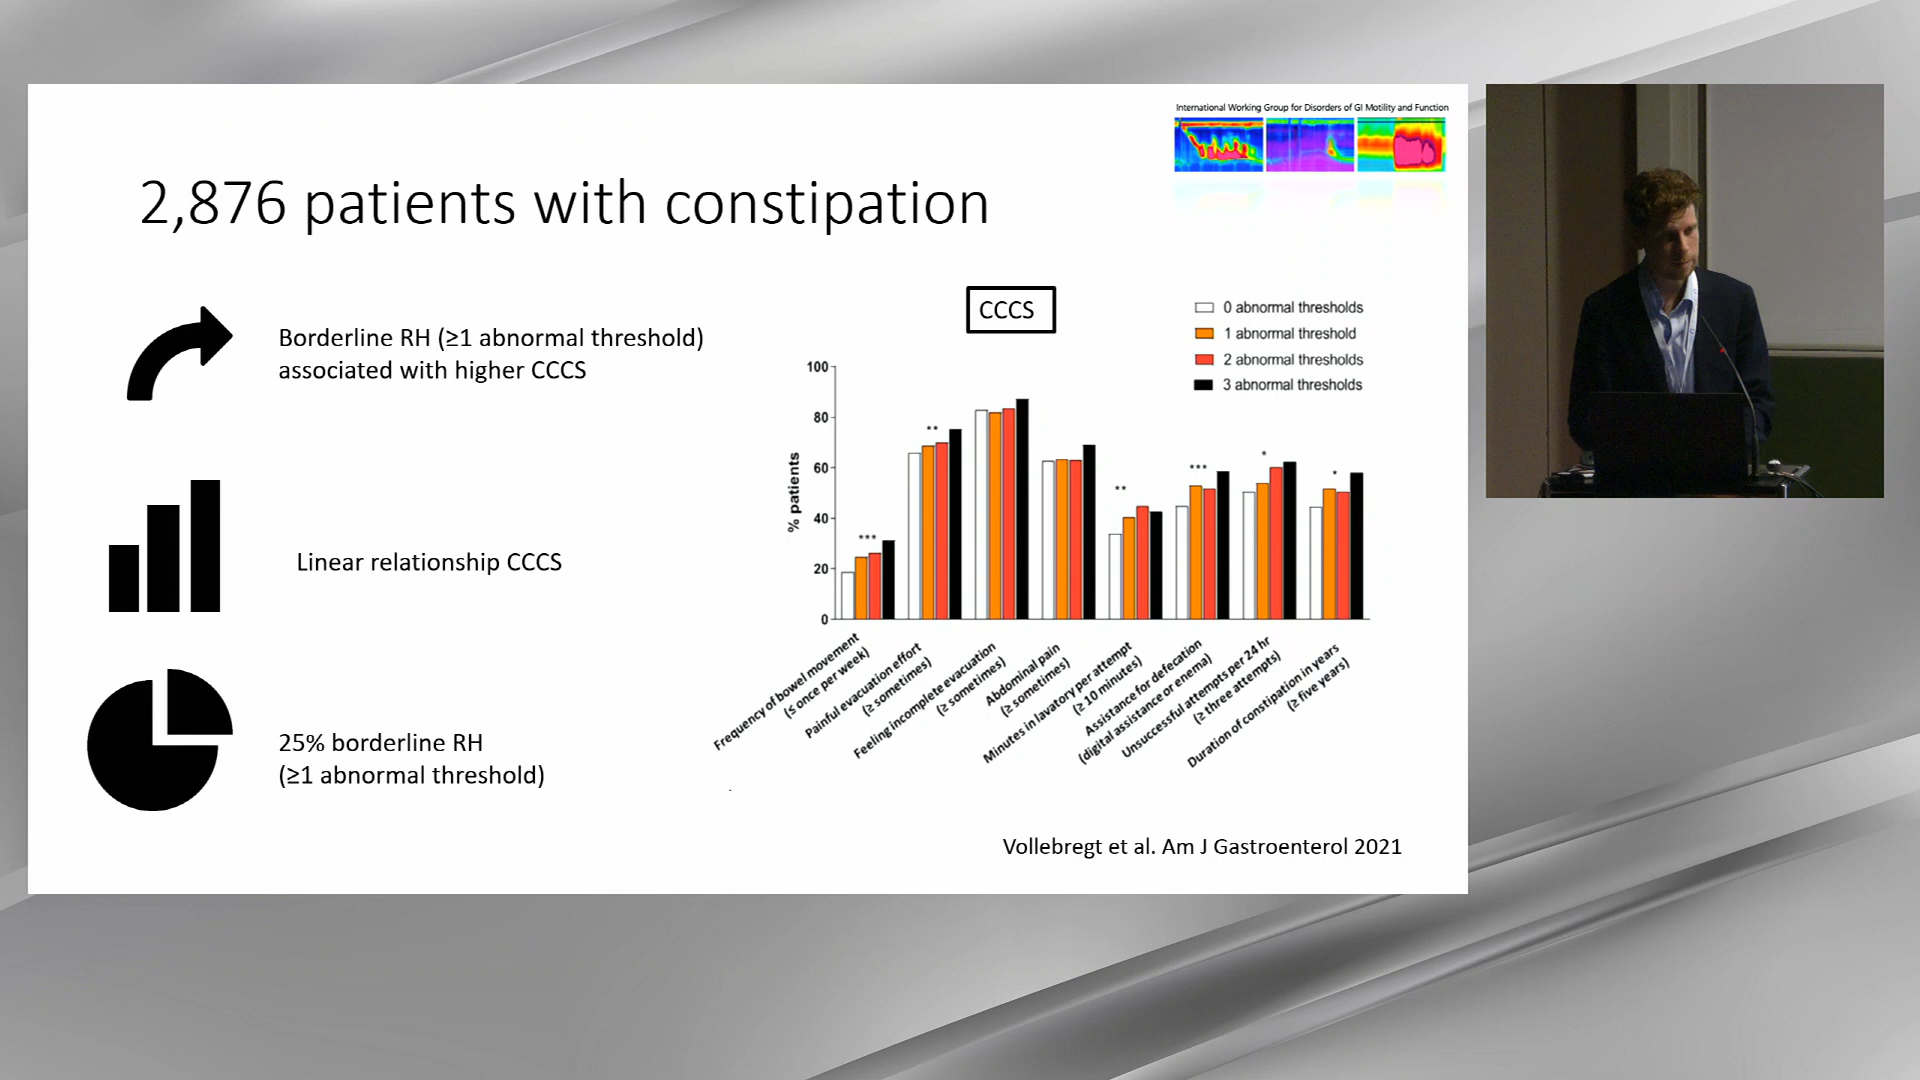 International Working Group for Disorders of GI Motility and Function
2,876 patients with constipation
Borderline RH (≥1 abnormal threshold)
associated with higher CCCS
Linear relationship CCCS
25% borderline RH
(≥1 abnormal threshold)
CCCS
0 abnormal thresholds
1 abnormal threshold
2 abnormal thresholds
3 abnormal thresholds
% patients
100
80
60
40
20
0
***
**
**
***
*
*
Frequency of bowel movement
(≤ once per week)
Painful evacuation effort
(≥ sometimes)
Feeling incomplete evacuation
(≥ sometimes)
Abdominal pain
(≥ sometimes)
Minutes in lavatory per attempt
(≥ 10 minutes)
Assistance for defecation
(digital assistance or enema)
Unsuccessful attempts per 24 hr
(≥ three attempts)
Duration of constipation in years
(≥ five years)
Vollebregt et al. Am J Gastroenterol 2021